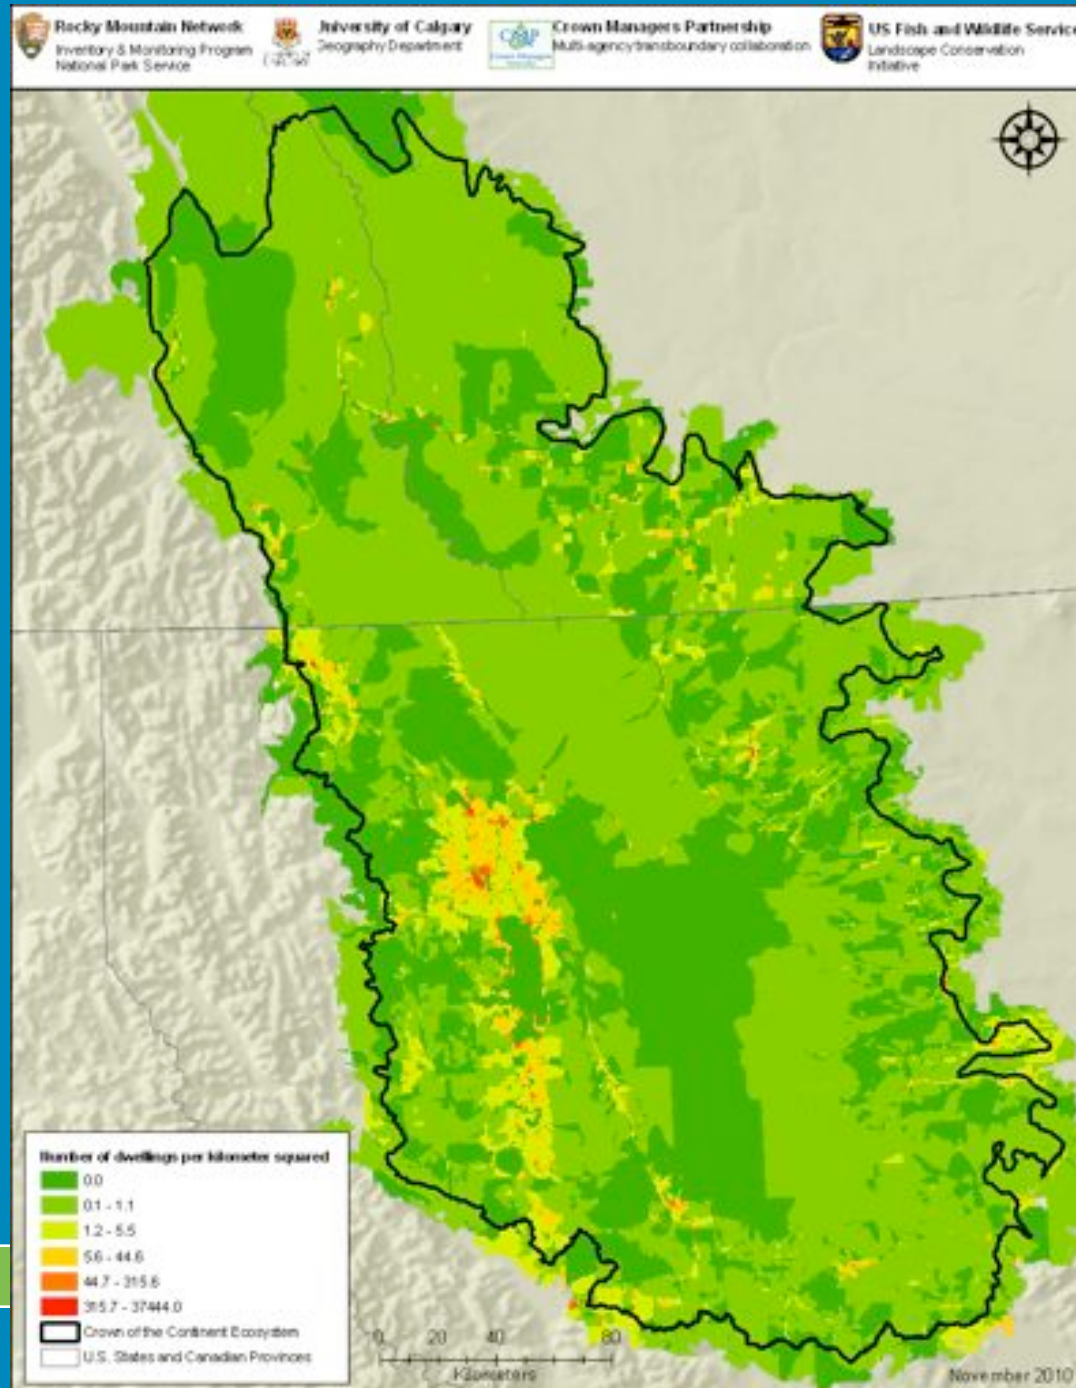 Rocky Mountain Network
Inventory & Monitoring Program
National Park Service
University of Calgary
Geography Department
Crown Managers Partnership
Multi-agency transboundary collaboration
US Fish and Wildlife Service
Landscape Conservation
Initiative
Number of dwellings per kilometer squared
0.0
0.1 - 1.1
1.2 - 5.5
5.6 - 44.6
44.7 - 315.6
315.7 - 37444.0
Crown of the Continent Ecosystem
U.S. States and Canadian Provinces
0 20 40 80
Kilometers
November 2010